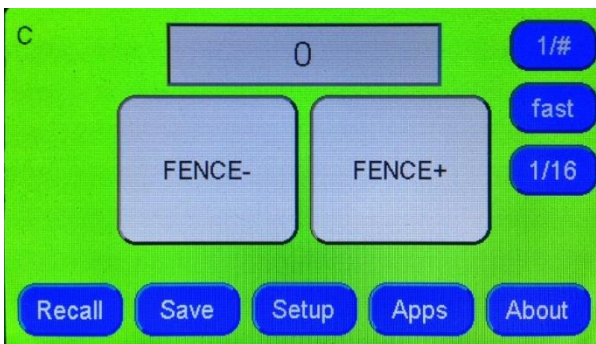 C
0
1/#
fast
FENCE-
FENCE+
1/16
Recall
Save
Setup
Apps
About